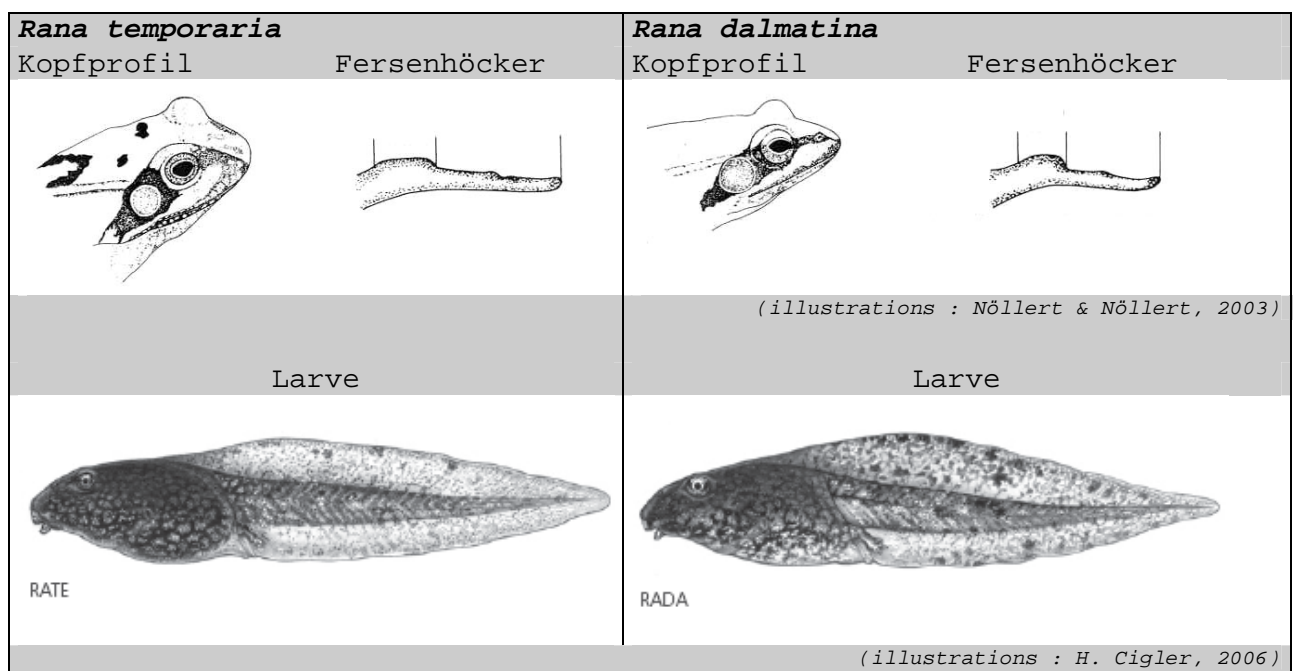 Rana temporaria
Kopfprofil Fersenhöcker
Rana dalmatina
Kopfprofil Fersenhöcker
(illustrations : Nöllert & Nöllert, 2003)
Larve
Larve
RATE
RADA
(illustrations : H. Cigler, 2006)